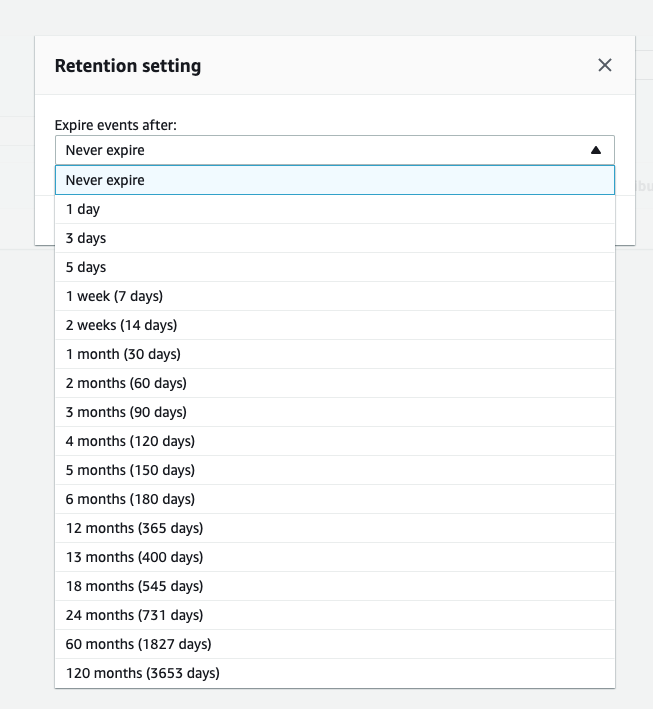 Retention setting
Expire events after:
Never expire
Never expire
1 day
3 days
5 days
1 week (7 days)
2 weeks (14 days)
1 month (30 days)
2 months (60 days)
3 months (90 days)
4 months (120 days)
5 months (150 days)
6 months (180 days)
12 months (365 days)
13 months (400 days)
18 months (545 days)
24 months (731 days)
60 months (1827 days)
120 months (3653 days)